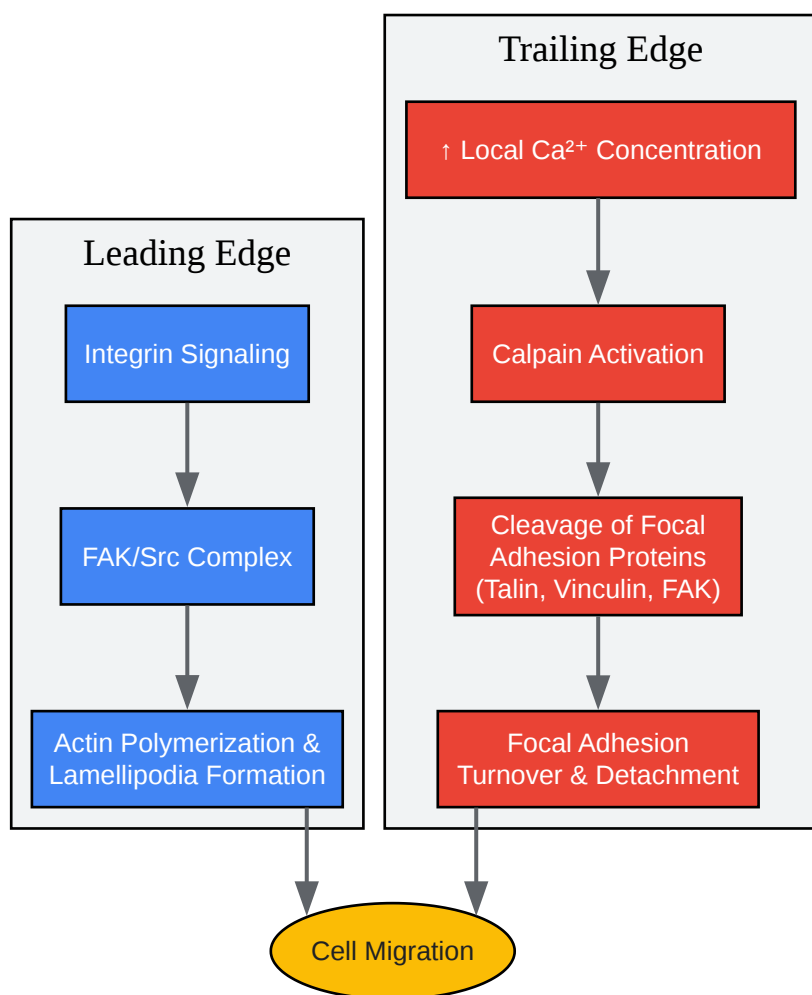 Leading Edge
Integrin Signaling
FAK/Src Complex
Actin Polymerization &
Lamellipodia Formation
Trailing Edge
↑ Local Ca²⁺ Concentration
Calpain Activation
Cleavage of Focal
Adhesion Proteins
(Talin, Vinculin, FAK)
Focal Adhesion
Turnover & Detachment
Cell Migration